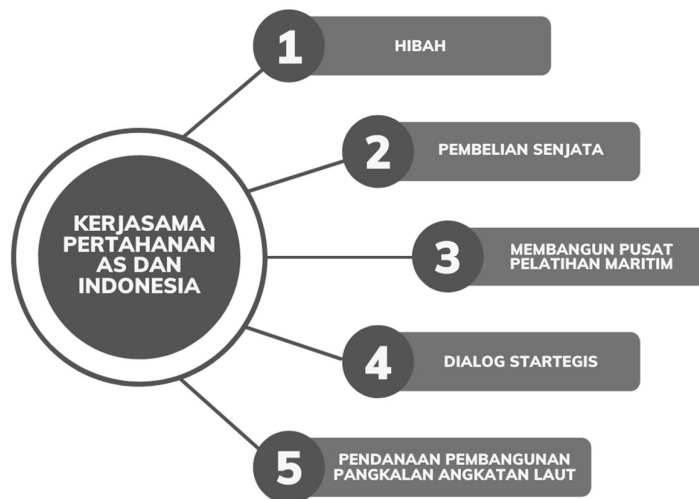 KERJASAMA
PERTAHANAN
AS DAN
INDONESIA
1
HIBAH
2
PEMBELIAN SENJATA
3
MEMBANGUN PUSAT
PELATIHAN MARITIM
4
DIALOG STARTEGIS
5
PENDANAAN PEMBANGUNAN
PANGKALAN ANGKATAN LAUT